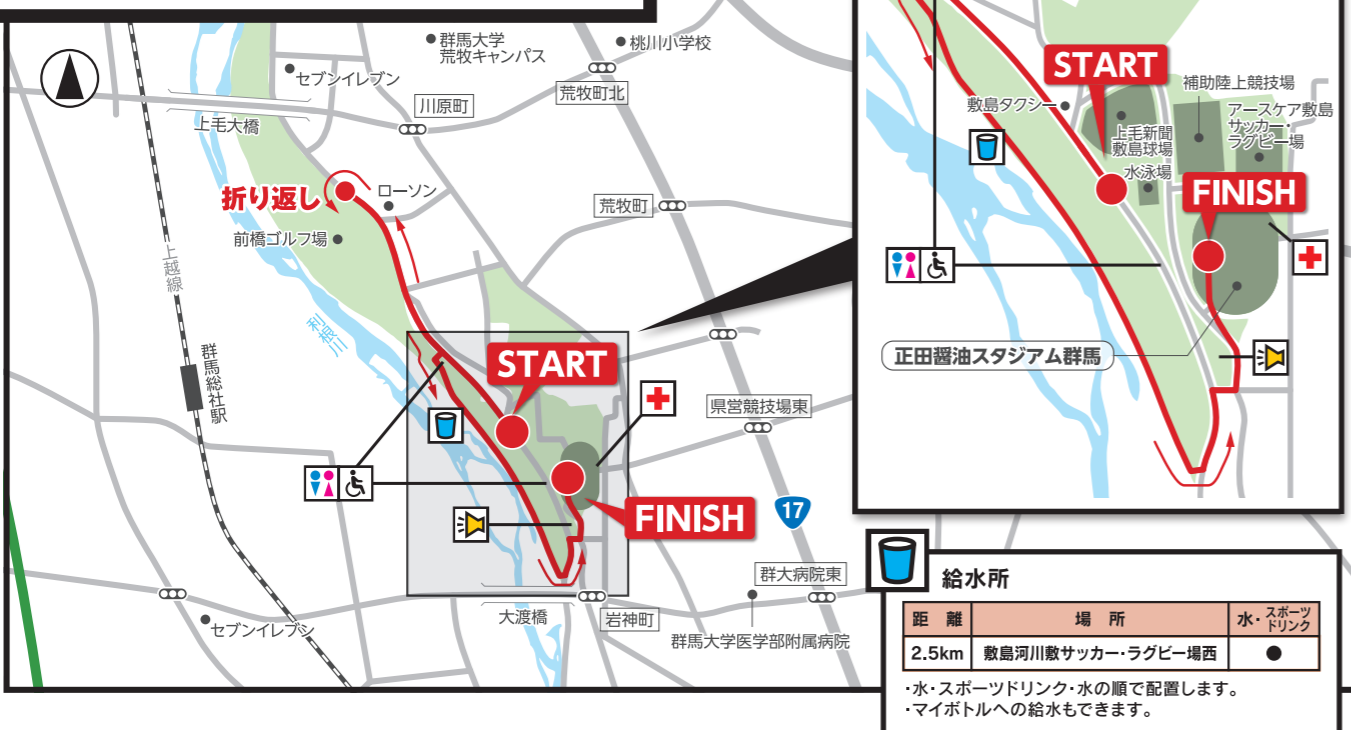 群馬大学
荒牧キャンパス
桃川小学校
セブンイレブン
荒牧町北
川原町
上毛大橋
折り返し
ローソン
荒牧町
前橋ゴルフ場
上越線
利根川
群馬総社駅
START
県営競技場東
FINISH
17
群大病院東
大渡橋
岩神町
セブンイレブン
群馬大学医学部附属病院
START
補助陸上競技場
敷島タクシー
アースケア敷島
サッカー・
ラグビー場
上毛新聞
敷島球場
水泳場
FINISH
正田醤油スタジアム群馬
給水所
距離 場所 水・スポーツドリンク
2.5km 敷島河川敷サッカー・ラグビー場西 ●
・水・スポーツドリンク・水の順で配置します。
・マイボトルへの給水もできます。